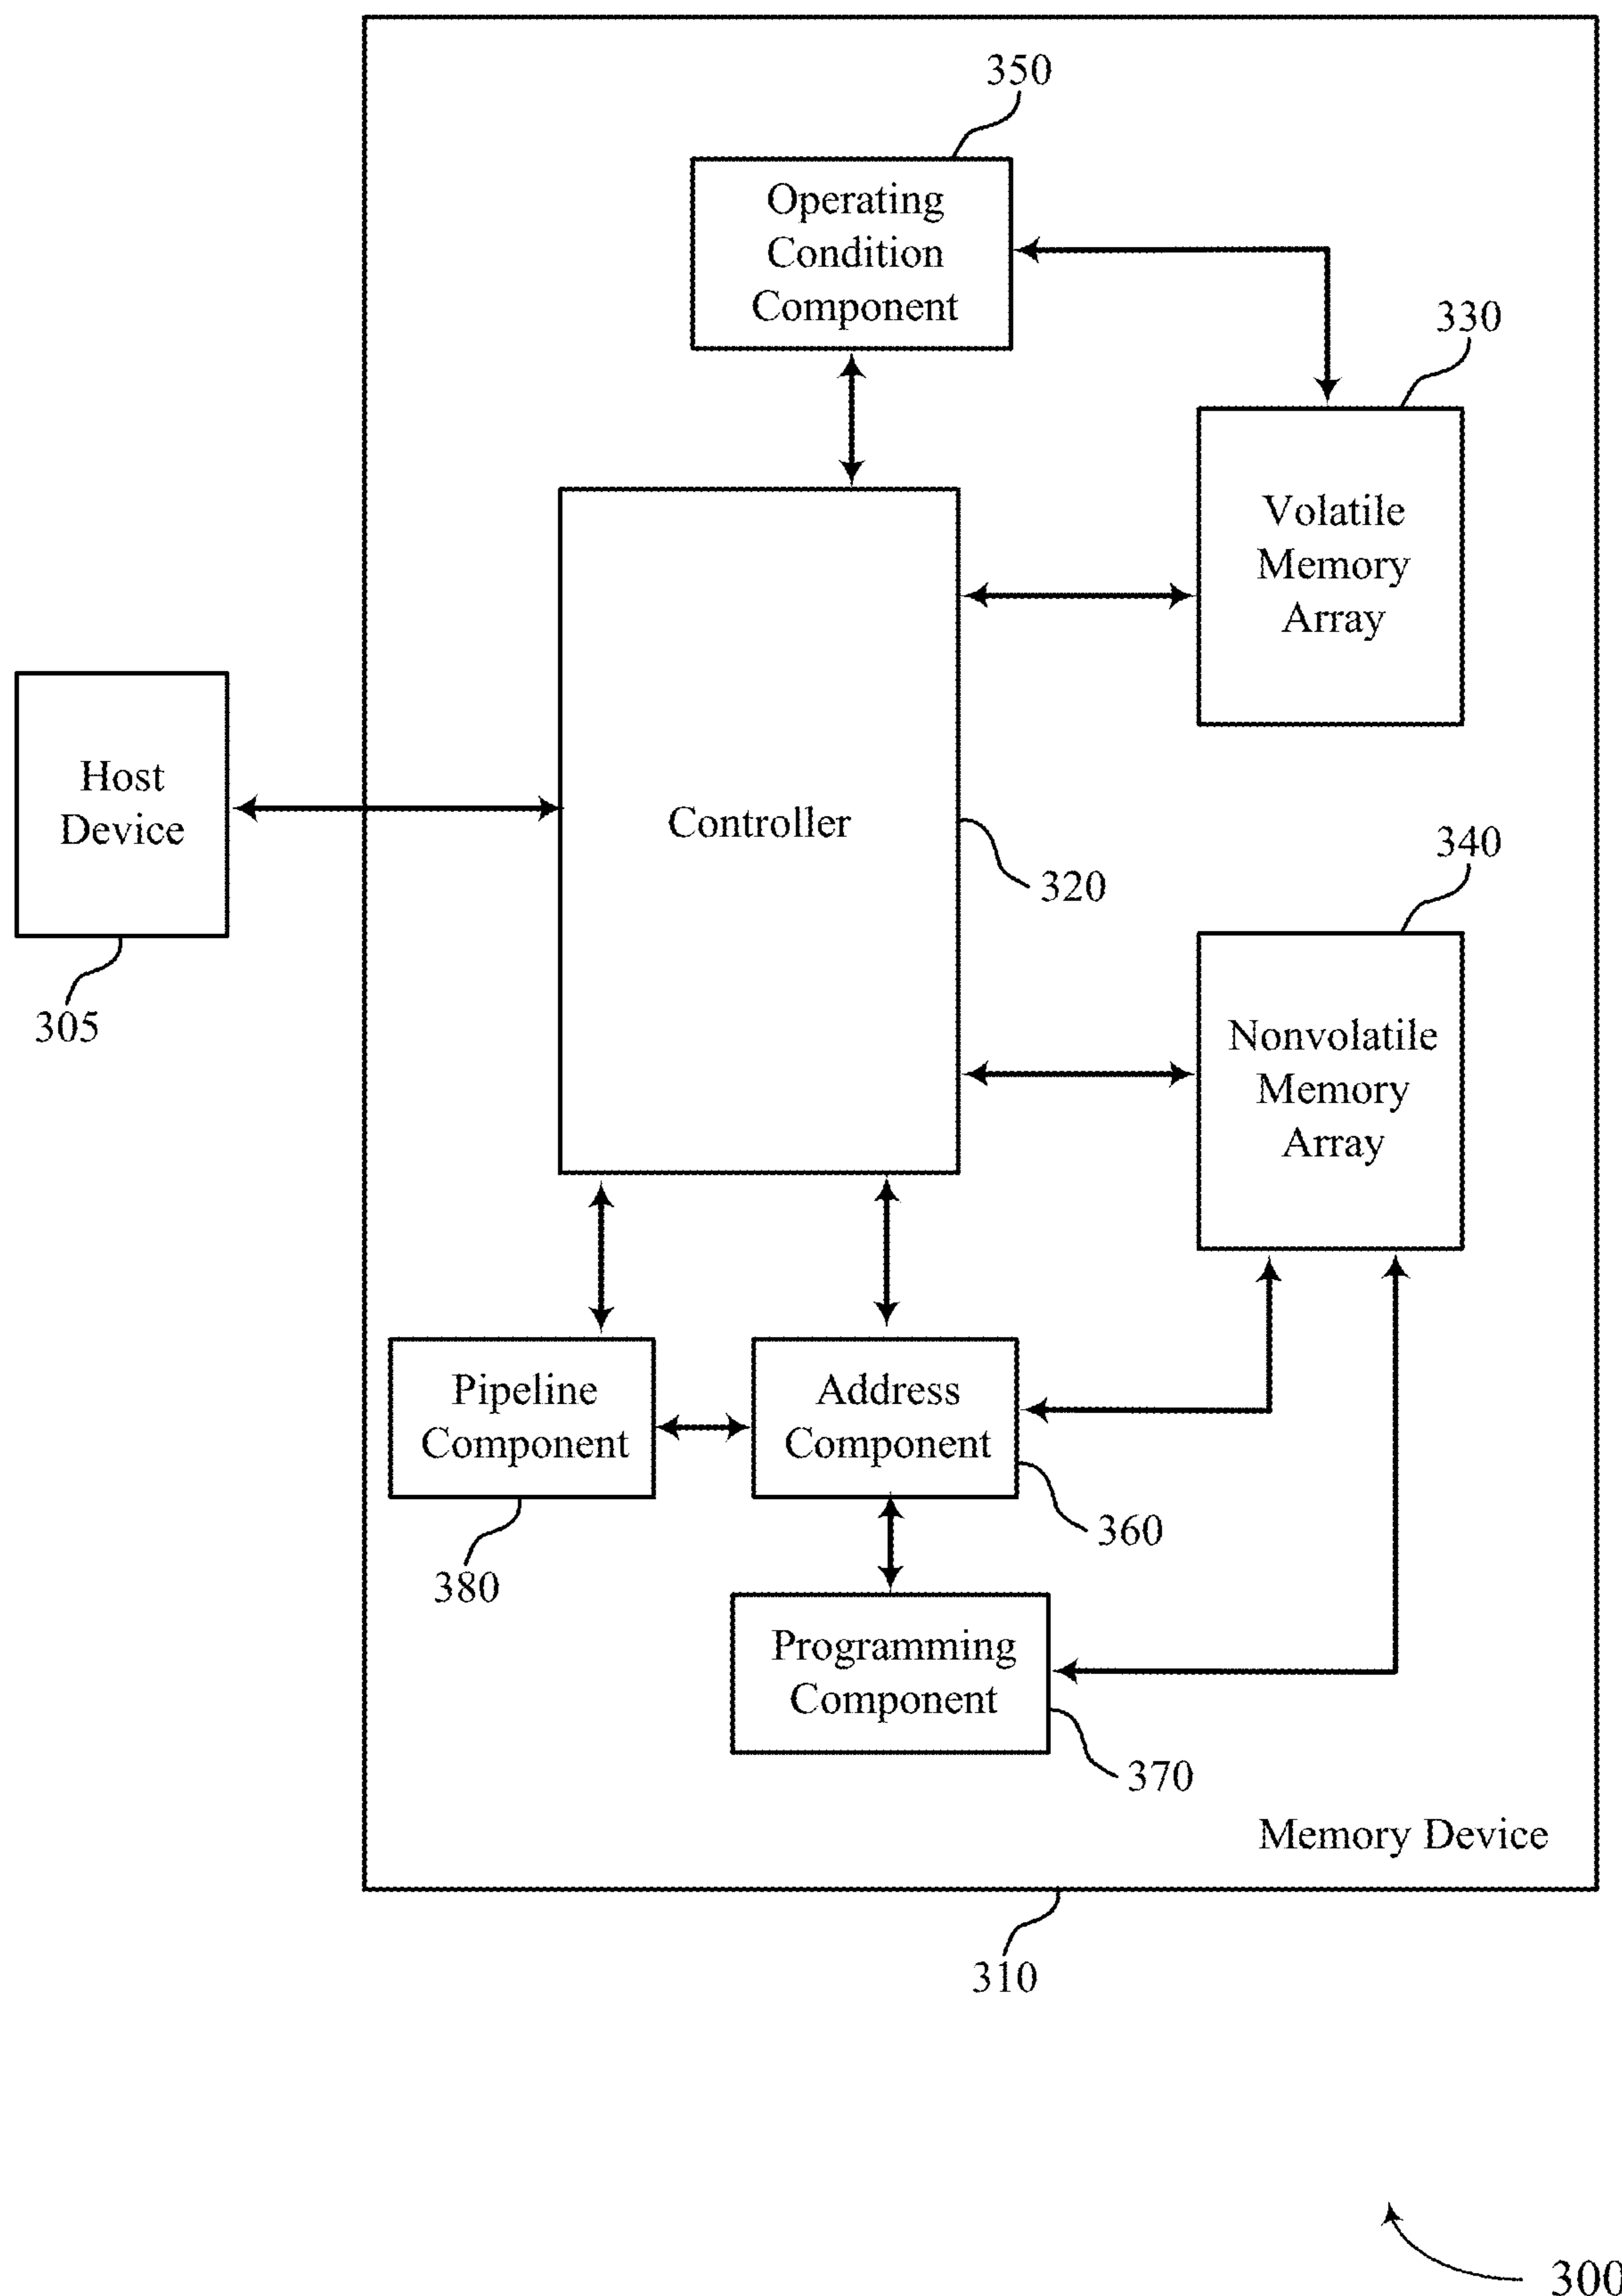 350
Operating
Condition
Component
330
Volatile
Memory
Array
Host
Device
305
Controller
320
340
Nonvolatile
Memory
Array
Pipeline
Component
380
Address
Component
360
Programming
Component
370
Memory Device
310
300